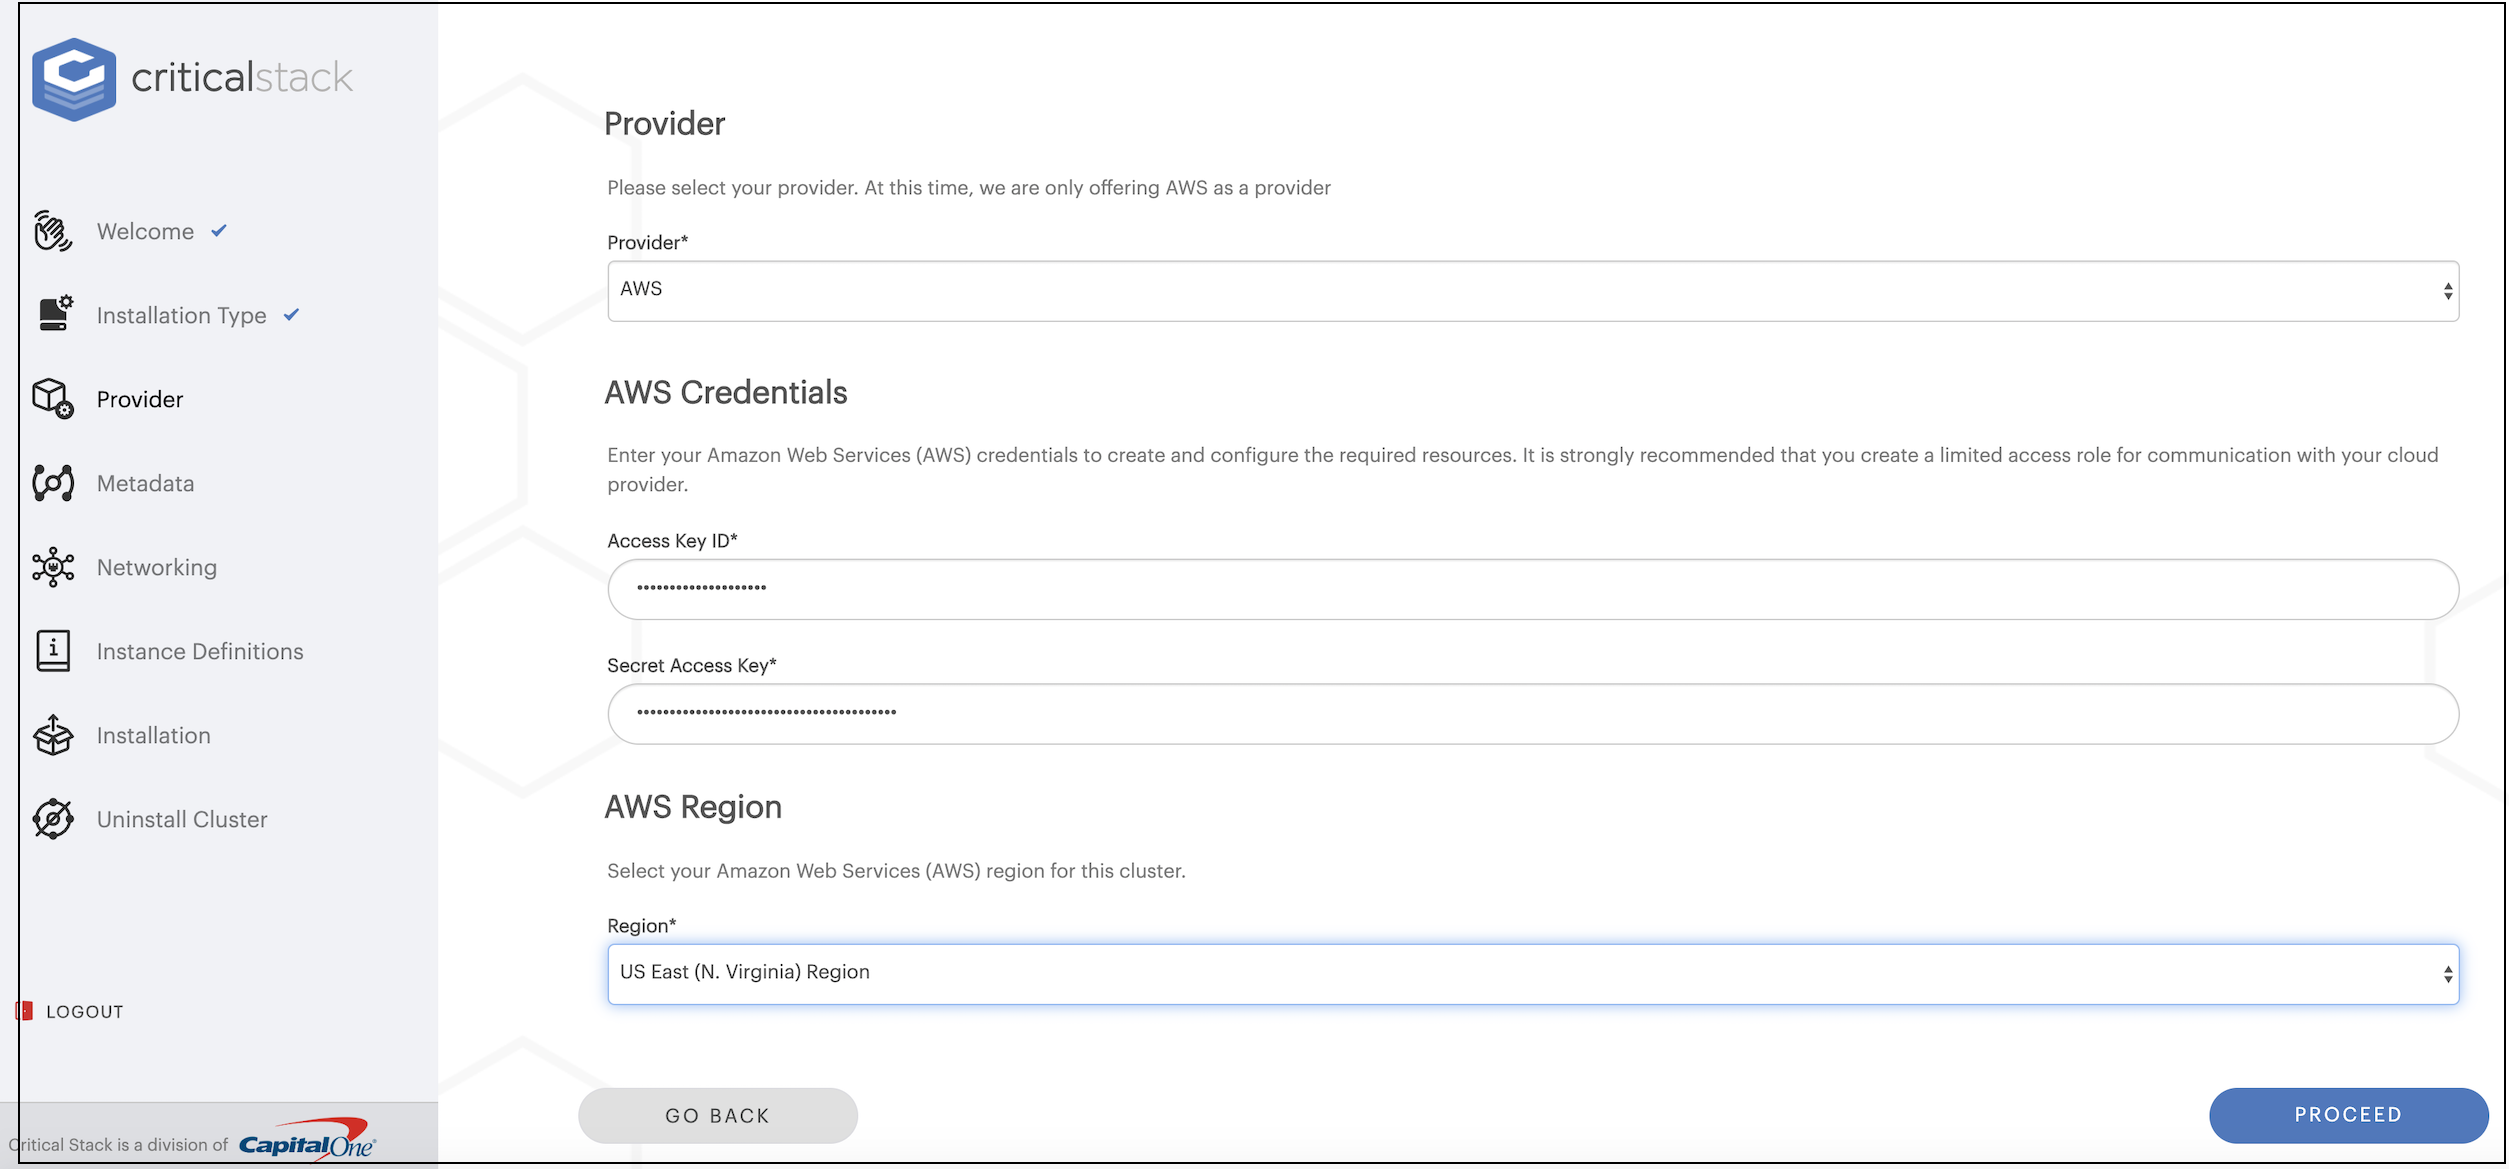 criticalstack
Welcome
Installation Type
Provider
Metadata
Networking
Instance Definitions
Installation
Uninstall Cluster
LOGOUT
Critical Stack is a division of CapitalOne®
Provider
Please select your provider. At this time, we are only offering AWS as a provider
Provider*
AWS
AWS Credentials
Enter your Amazon Web Services (AWS) credentials to create and configure the required resources. It is strongly recommended that you create a limited access role for communication with your cloud
provider.
Access Key ID*
Secret Access Key*
AWS Region
Select your Amazon Web Services (AWS) region for this cluster.
Region*
US East (N. Virginia) Region
GO BACK
PROCEED